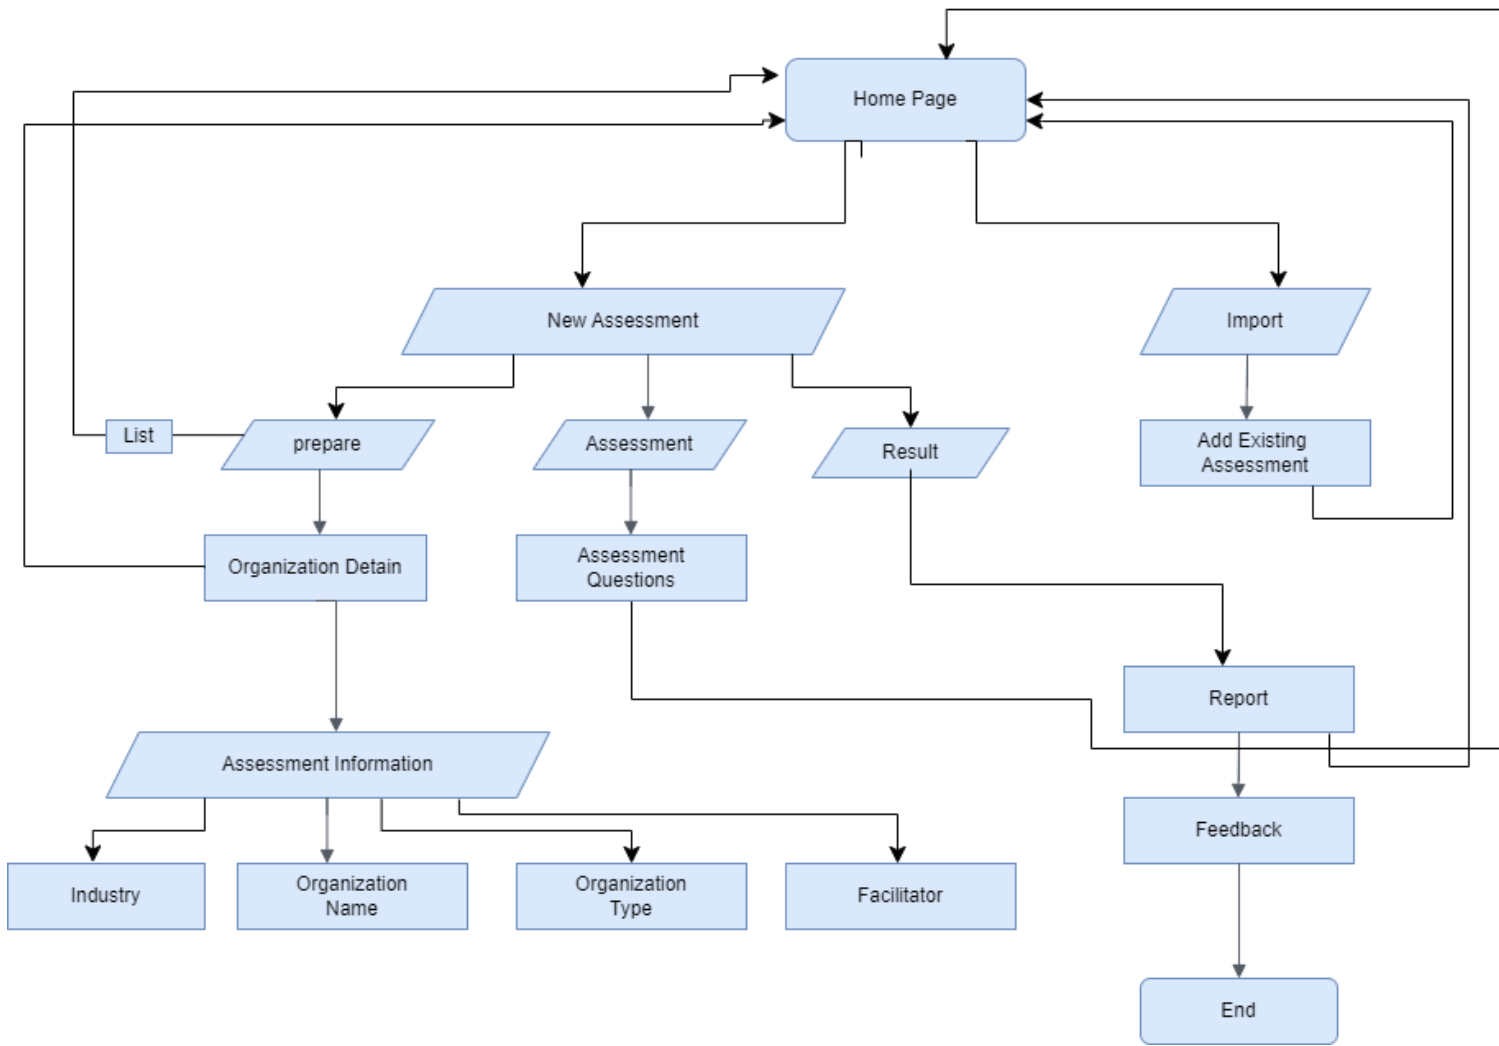 Home Page
New Assessment
Import
List
prepare
Assessment
Result
Add Existing
Assessment
Organization Detain
Assessment
Questions
Report
Assessment Information
Feedback
Industry
Organization
Name
Organization
Type
Facilitator
End